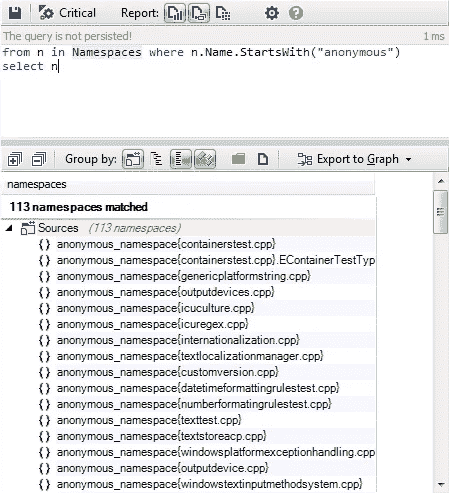 Critical Report:
The query is not persisted! 1 ms
from n in Namespaces where n.Name.StartsWith("anonymous")
select n
Group by: Export to Graph
namespaces
113 namespaces matched
Sources (113 namespaces)
{} anonymous_namespace{containerstest.cpp}
{} anonymous_namespace{containerstest.cpp}.EContainerTestTyp
{} anonymous_namespace{genericplatformstring.cpp}
{} anonymous_namespace{outputdevices.cpp}
{} anonymous_namespace{icuculture.cpp}
{} anonymous_namespace{icuregex.cpp}
{} anonymous_namespace{internationalization.cpp}
{} anonymous_namespace{textlocalizationmanager.cpp}
{} anonymous_namespace{customversion.cpp}
{} anonymous_namespace{datetimeformattingrulestest.cpp}
{} anonymous_namespace{numberformatingrulestest.cpp}
{} anonymous_namespace{texttest.cpp}
{} anonymous_namespace{textstoreacp.cpp}
{} anonymous_namespace{windowsplatformexceptionhandling.cpp
{} anonymous_namespace{outputdevice.cpp}
{} anonymous_namespace{windowstextinputmethodsystem.cpp}